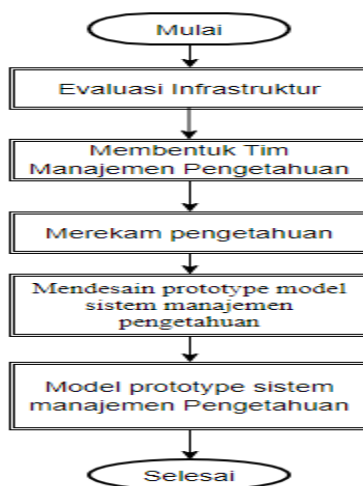 Mulai
Evaluasi Infrastruktur
Membentuk Tim
Manajemen Pengetahuan
Merekam pengetahuan
Mendesain prototype model
sistem manajemen
pengetahuan
Model prototype sistem
manajemen Pengetahuan
Selesai